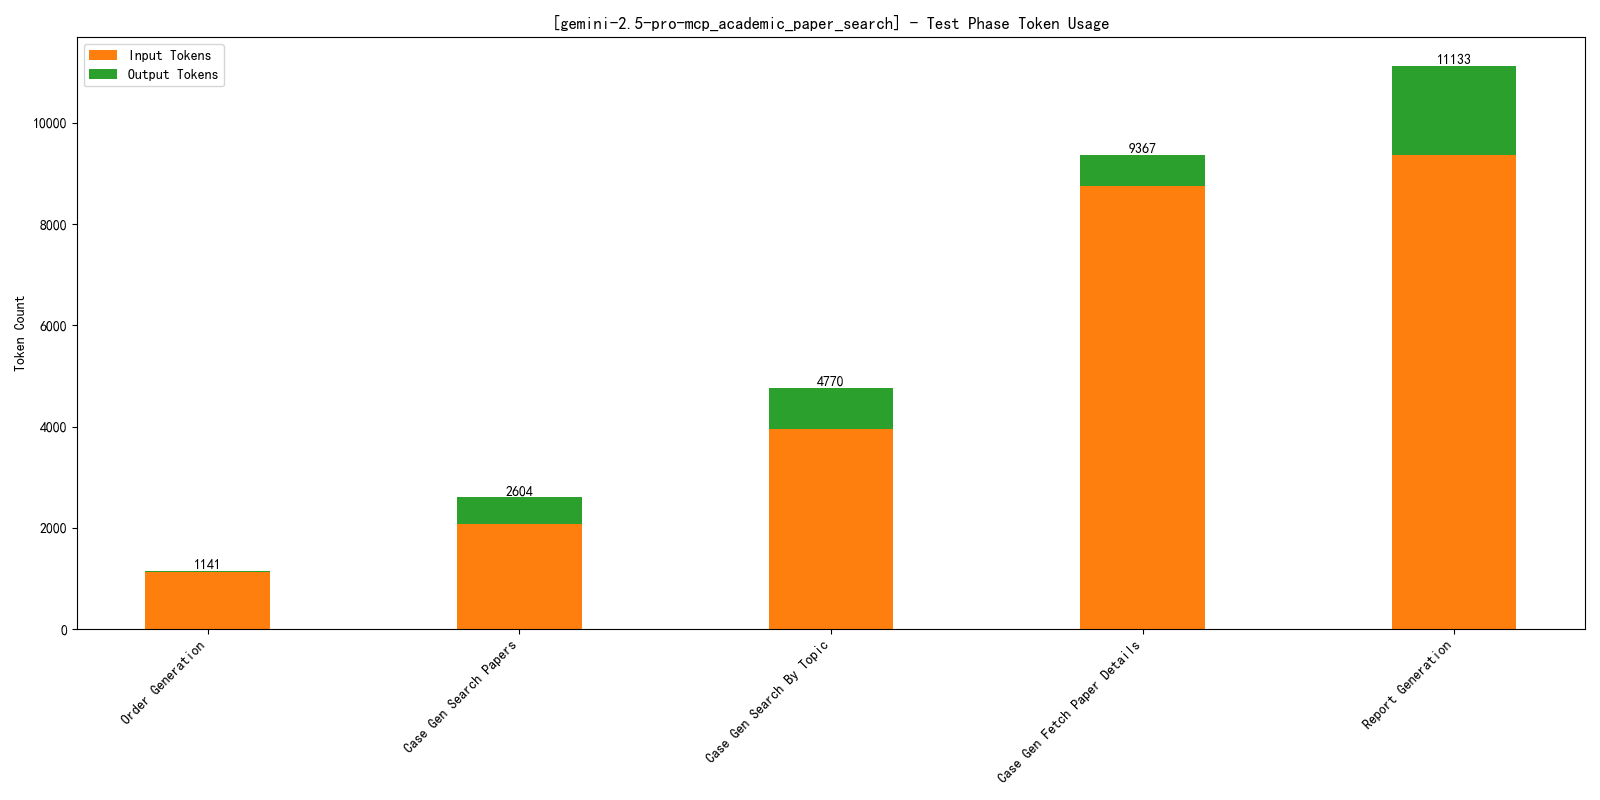 [gemini-2.5-pro-mcp_academic_paper_search] - Test Phase Token Usage
Input Tokens
Output Tokens
Token Count
10000
8000
6000
4000
2000
0
1141
2604
4770
9367
11133
Order Generation
Case Gen Search Papers
Case Gen Search By Topic
Case Gen Fetch Paper Details
Report Generation